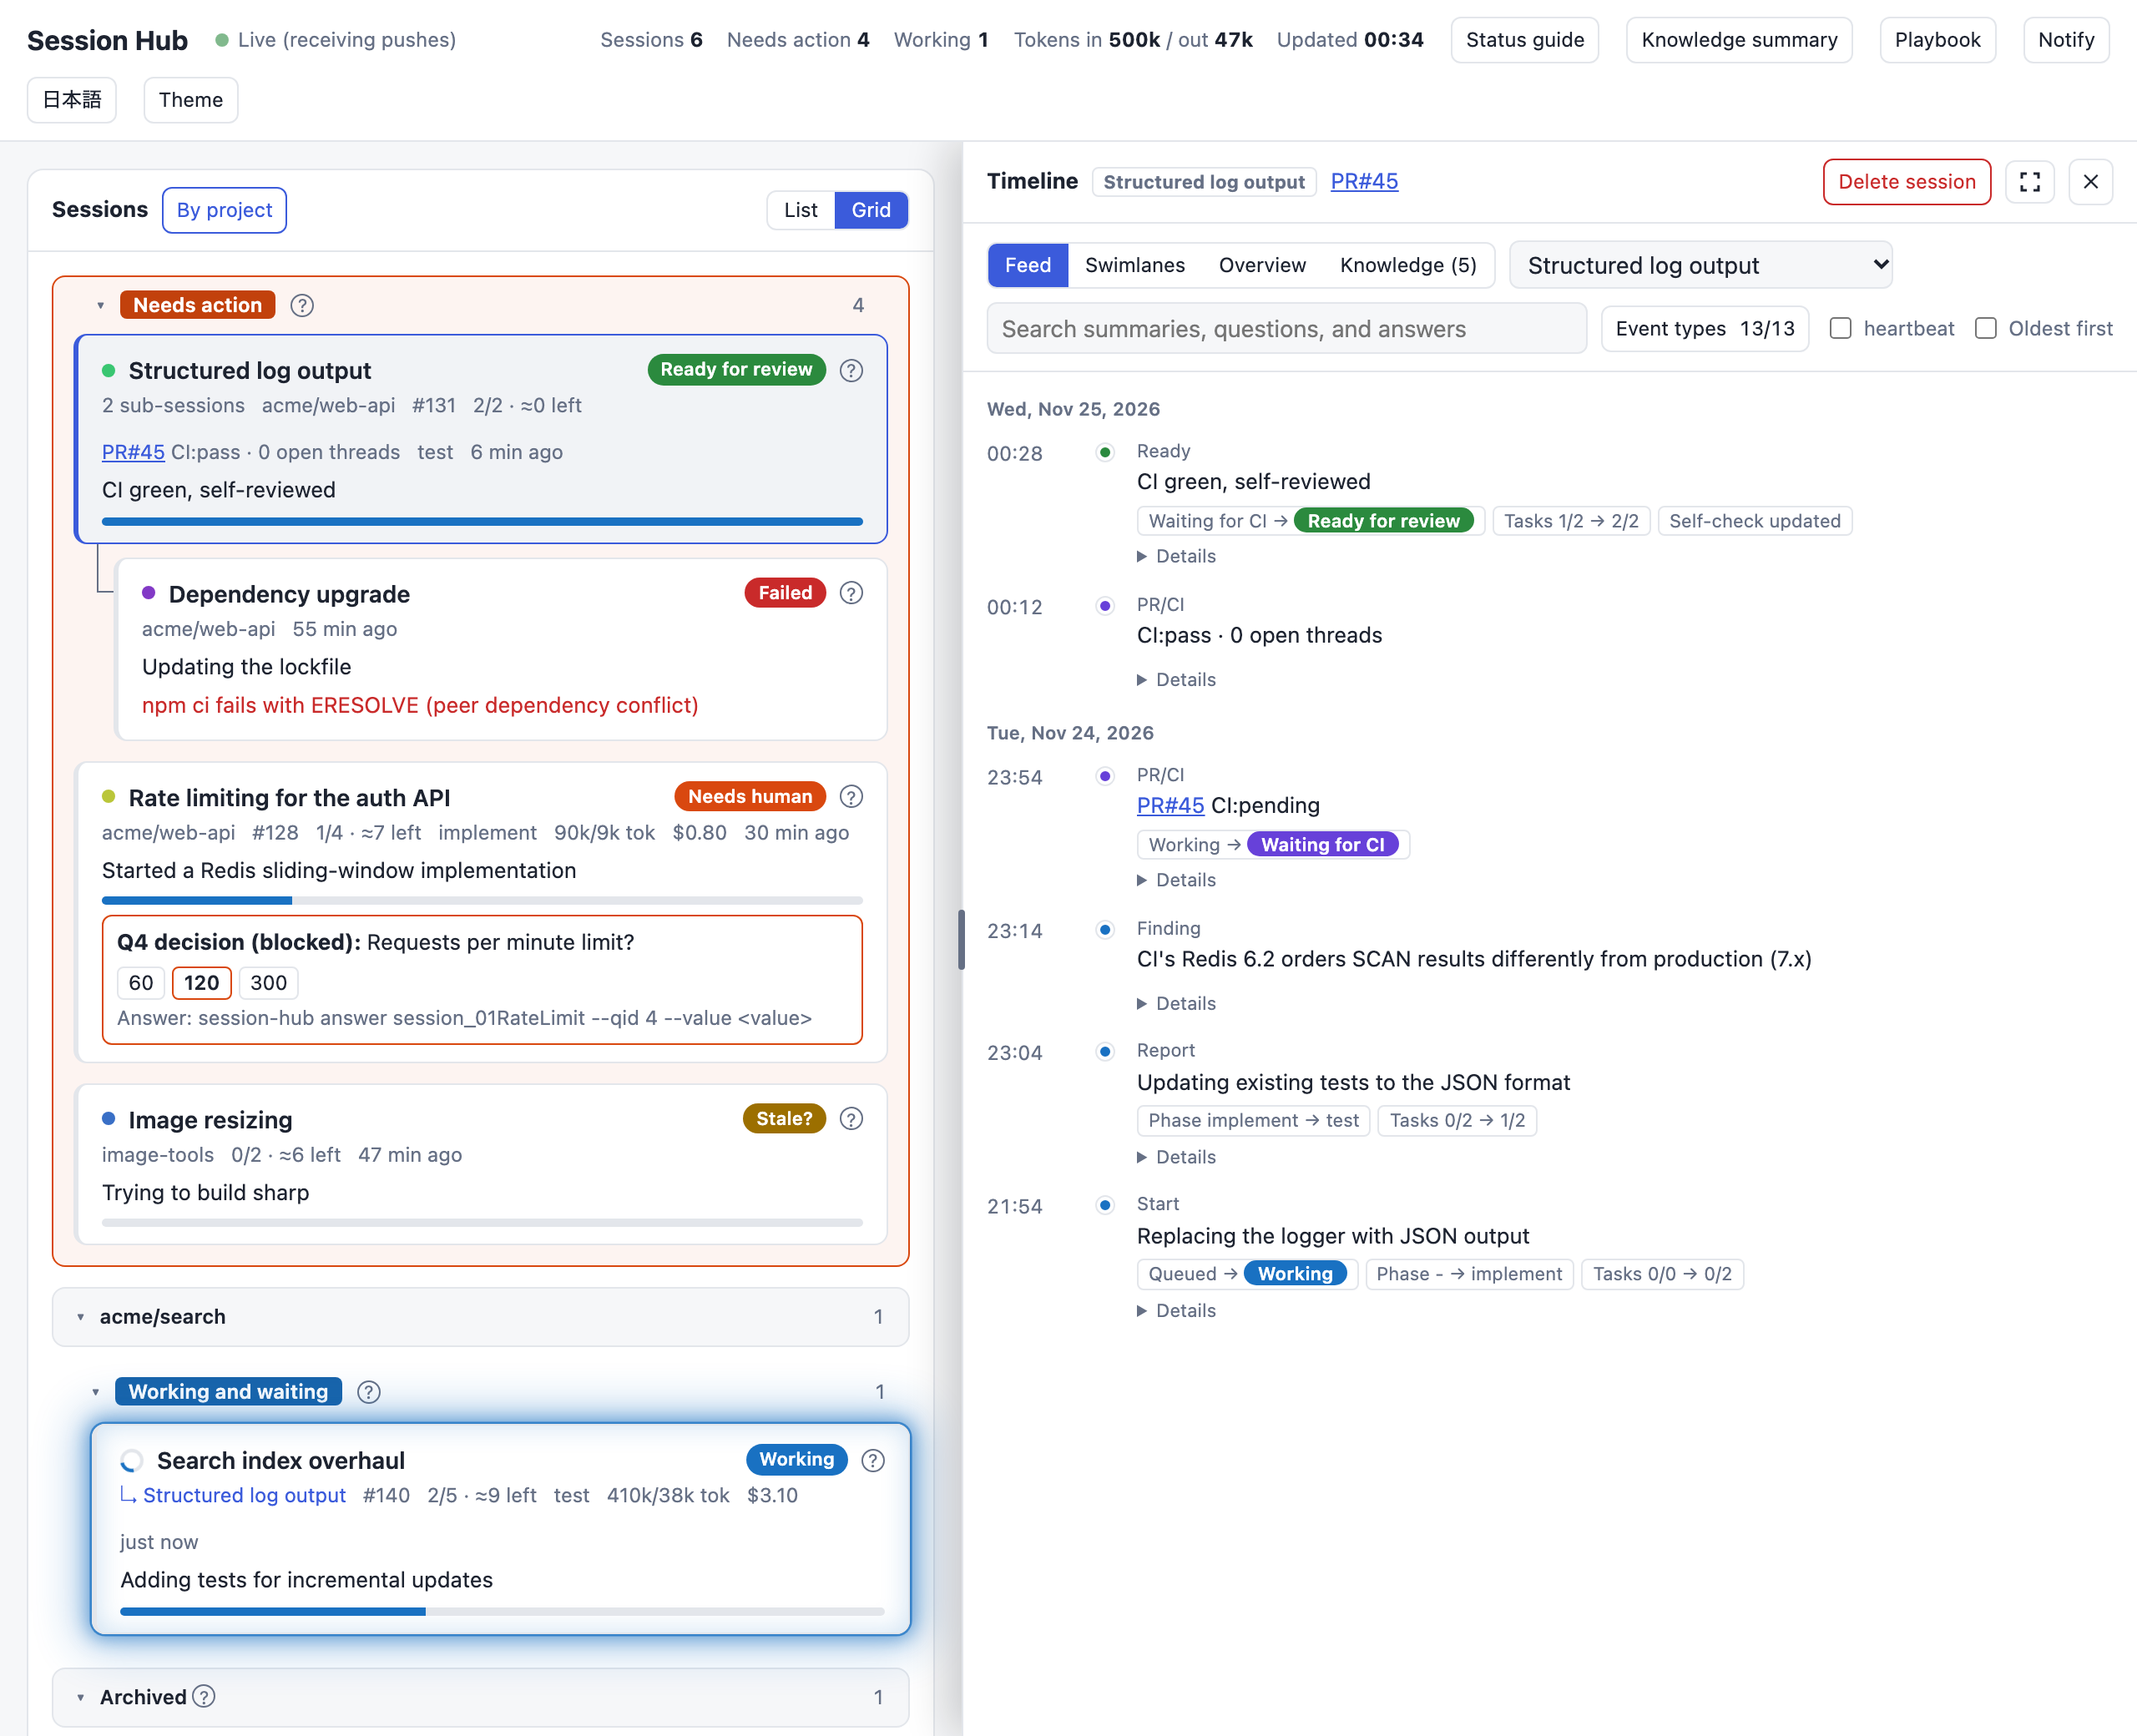 Session Hub
Live (receiving pushes)
Sessions 6 Needs action 4 Working 1 Tokens in 500k / out 47k Updated 00:34
Status guide
Knowledge summary
Playbook
Notify
日本語
Theme
Sessions
By project
List
Grid
Needs action ? 4
Structured log output Ready for review ?
2 sub-sessions acme/web-api #131 2/2 · ≈0 left
PR#45 CI:pass · 0 open threads test 6 min ago
CI green, self-reviewed
Dependency upgrade Failed ?
acme/web-api 55 min ago
Updating the lockfile
npm ci fails with ERESOLVE (peer dependency conflict)
Rate limiting for the auth API Needs human ?
acme/web-api #128 1/4 · ≈7 left implement 90k/9k tok $0.80 30 min ago
Started a Redis sliding-window implementation
Q4 decision (blocked): Requests per minute limit?
60 120 300
Answer: session-hub answer session_01RateLimit --qid 4 --value <value>
Image resizing Stale? ?
image-tools 0/2 · ≈6 left 47 min ago
Trying to build sharp
acme/search 1
Working and waiting ? 1
Search index overhaul Working ?
Structured log output #140 2/5 · ≈9 left test 410k/38k tok $3.10
just now
Adding tests for incremental updates
Archived ? 1
Timeline Structured log output PR#45
Delete session
Feed Swimlanes Overview Knowledge (5)
Structured log output
Search summaries, questions, and answers
Event types 13/13
heartbeat
Oldest first
Wed, Nov 25, 2026
00:28 Ready
CI green, self-reviewed
Waiting for CI → Ready for review Tasks 1/2 → 2/2 Self-check updated
Details
00:12 PR/CI
CI:pass · 0 open threads
Details
Tue, Nov 24, 2026
23:54 PR/CI
PR#45 CI:pending
Working → Waiting for CI
Details
23:14 Finding
CI's Redis 6.2 orders SCAN results differently from production (7.x)
Details
23:04 Report
Updating existing tests to the JSON format
Phase implement → test Tasks 0/2 → 1/2
Details
21:54 Start
Replacing the logger with JSON output
Queued → Working Phase - → implement Tasks 0/0 → 0/2
Details